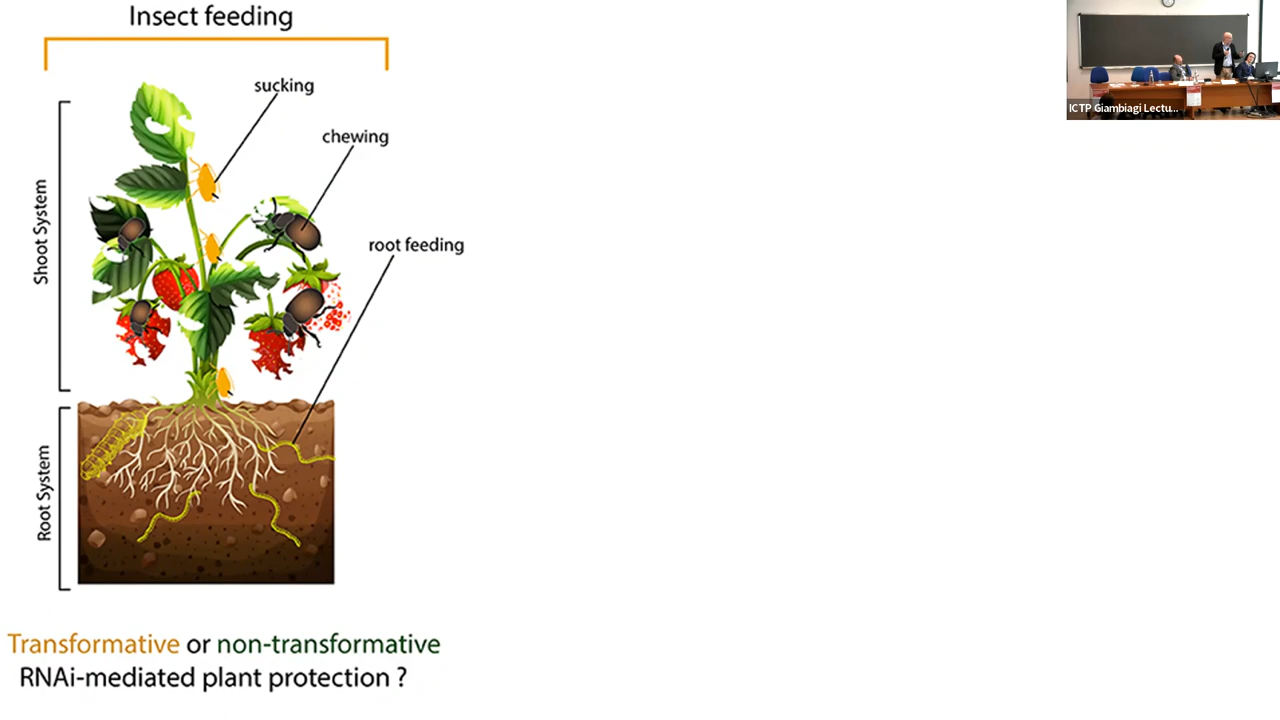 Insect feeding
sucking
chewing
root feeding
Shoot System
Root System
Transformative or non-transformative
RNAi-mediated plant protection ?
ICTP Giambiagi Lectu...